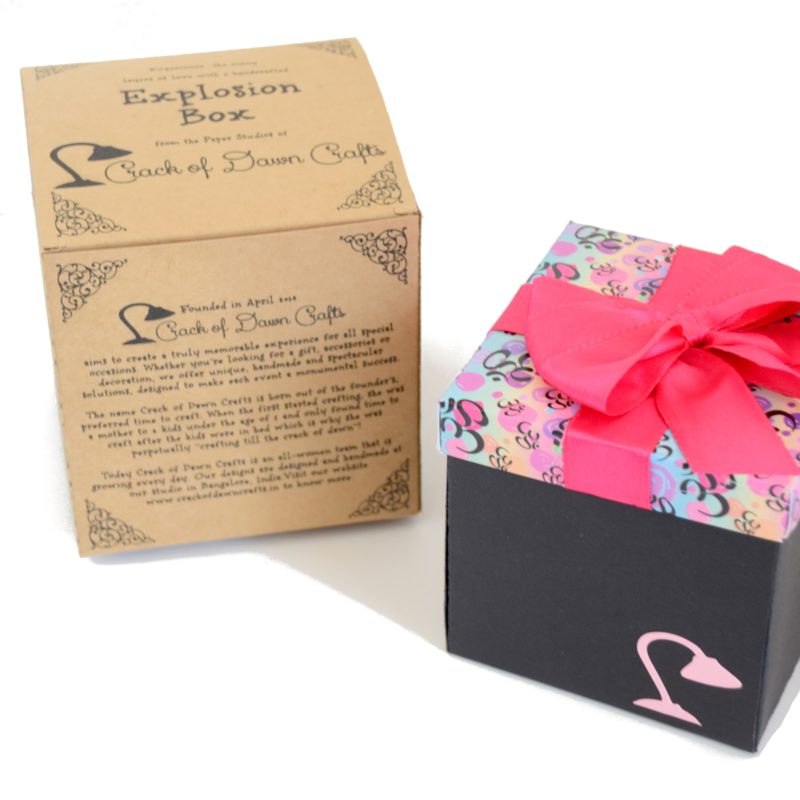 Experience the many
layers of love with a handcrafted
Explosion
Box
from the Paper Studios of
Crack of Dawn Crafts
Founded in April 2012
Crack of Dawn Crafts
aims to create a truly memorable experience for all special
occasions. Whether you're looking for a gift, accessories or
decoration, we offer unique, handmade and spectacular
solutions, designed to make each event a monumental success.
The name Crack of Dawn Crafts is born out of the founder's
preferred time to craft. When she first started crafting, she was
a mother to 2 kids under the age of 5 and only found time to
craft after the kids were in bed which is why she was
perpetually "crafting till the crack of dawn"!
Today Crack of Dawn Crafts is an all-women team that is
growing every day. Our designs are designed and handmade at
our Studio in Bangalore, India.Visit our website
www.crackofdawncrafts.in to know more.